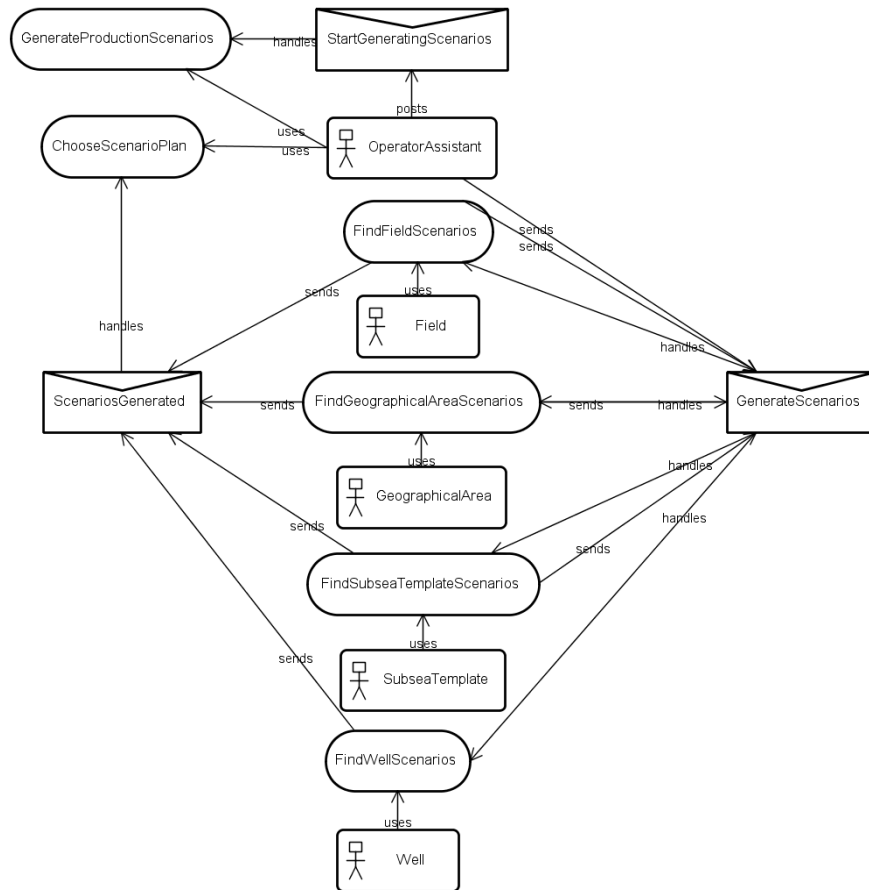 GenerateProductionScenarios
handles
StartGeneratingScenarios
posts
uses
uses
ChooseScenarioPlan
OperatorAssistant
FindFieldScenarios
sends
sends
sends
uses
handles
Field
handles
ScenariosGenerated
sends
FindGeographicalAreaScenarios
sends
handles
GenerateScenarios
uses
handles
GeographicalArea
handles
sends
sends
FindSubseaTemplateScenarios
uses
sends
SubseaTemplate
FindWellScenarios
uses
Well